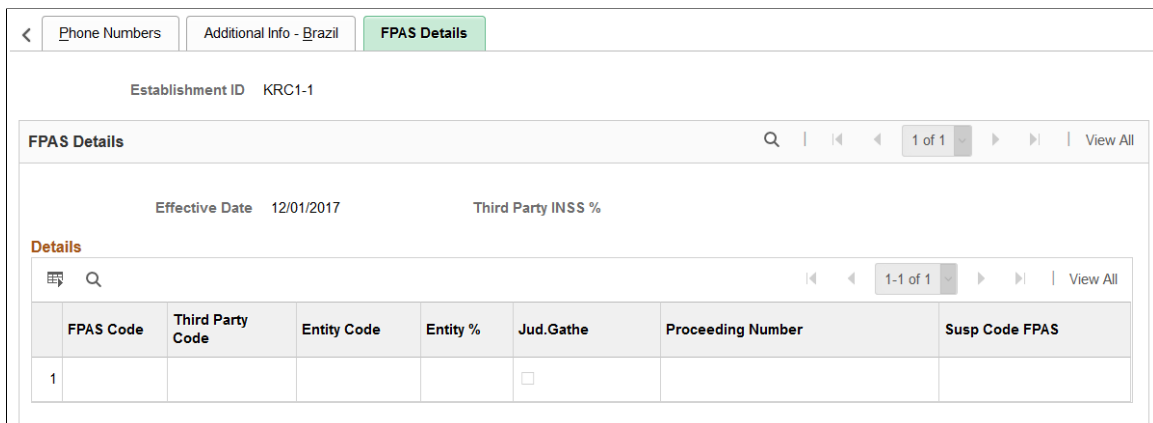 Phone Numbers Additional Info - Brazil FPAS Details
Establishment ID KRC1-1
FPAS Details 1 of 1 View All
Effective Date 12/01/2017 Third Party INSS %
Details
1-1 of 1 View All
FPAS Code Third Party Code Entity Code Entity % Jud.Gathe Proceeding Number Susp Code FPAS
1